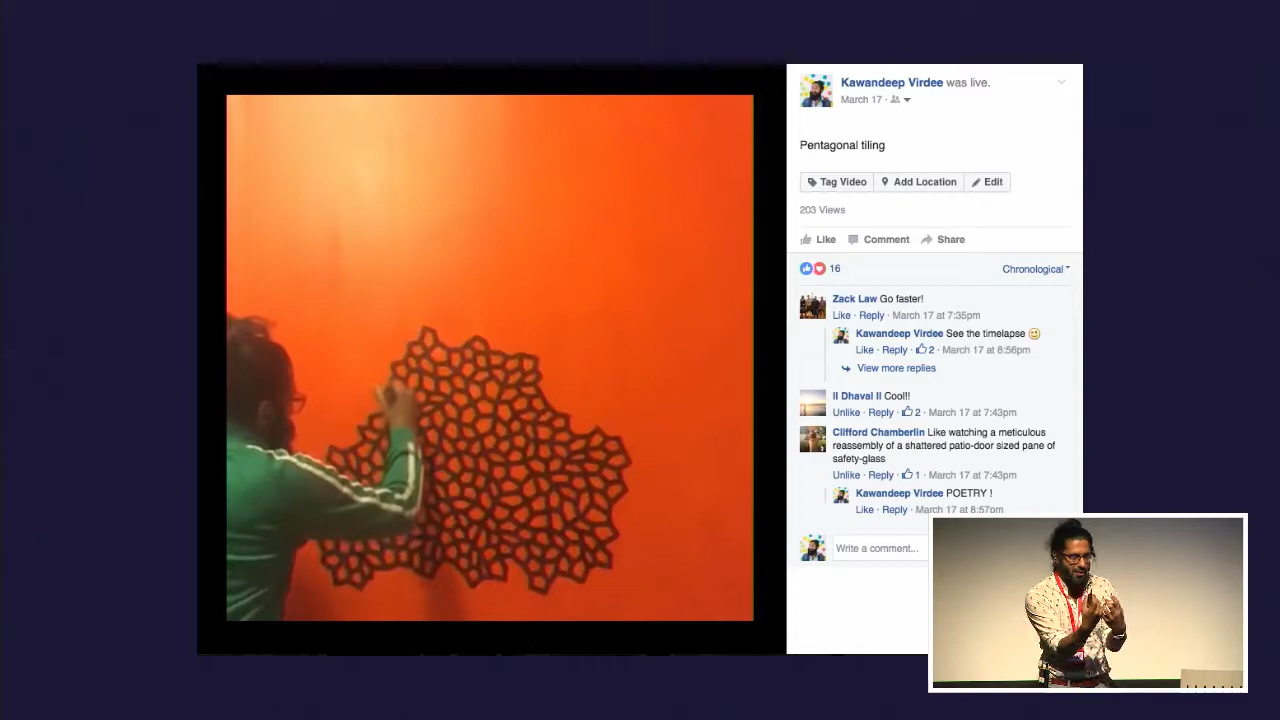 Kawandeep Virdee was live.
March 17 ·
Pentagonal tiling
Tag Video Add Location Edit
203 Views
Like Comment Share
16 Chronological
Zack Law Go faster!
Like · Reply · March 17 at 7:35pm
Kawandeep Virdee See the timelapse 😉
Like · Reply · 2 · March 17 at 8:56pm
View more replies
II Dhaval II Cool!!
Unlike · Reply · 2 · March 17 at 7:43pm
Clifford Chamberlin Like watching a meticulous
reassembly of a shattered patio-door sized pane of
safety-glass
Unlike · Reply · 1 · March 17 at 7:43pm
Kawandeep Virdee POETRY !
Like · Reply · March 17 at 8:57pm
Write a comment...